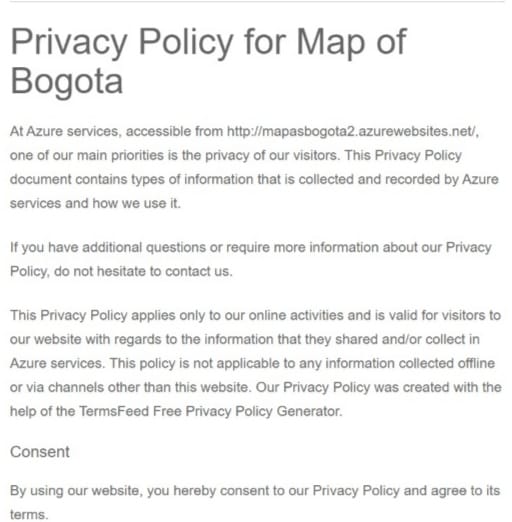 Privacy Policy for Map of
Bogota
At Azure services, accessible from http://mapasbogota2.azurewebsites.net/,
one of our main priorities is the privacy of our visitors. This Privacy Policy
document contains types of information that is collected and recorded by Azure
services and how we use it.
If you have additional questions or require more information about our Privacy
Policy, do not hesitate to contact us.
This Privacy Policy applies only to our online activities and is valid for visitors to
our website with regards to the information that they shared and/or collect in
Azure services. This policy is not applicable to any information collected offline
or via channels other than this website. Our Privacy Policy was created with the
help of the TermsFeed Free Privacy Policy Generator.
Consent
By using our website, you hereby consent to our Privacy Policy and agree to its
terms.